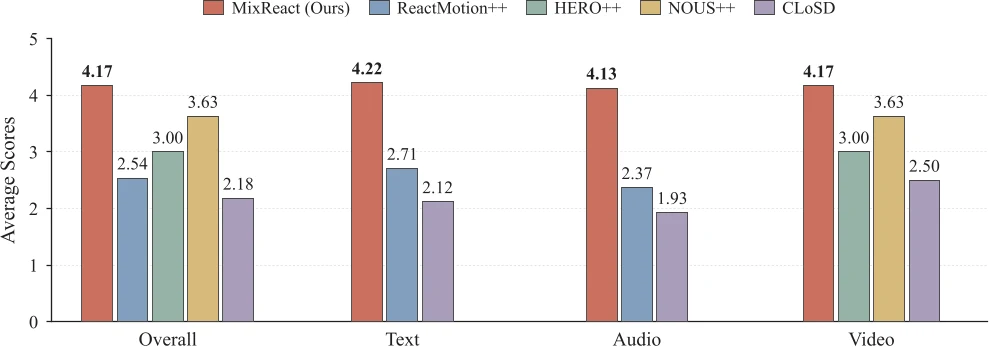 MixReact (Ours) ReactMotion++ HERO++ NOUS++ CLoSD
Average Scores
5
4
3
2
1
0
4.17 2.54 3.00 3.63 2.18
4.22 2.71 2.12
4.13 2.37 1.93
4.17 3.00 3.63 2.50
Overall Text Audio Video